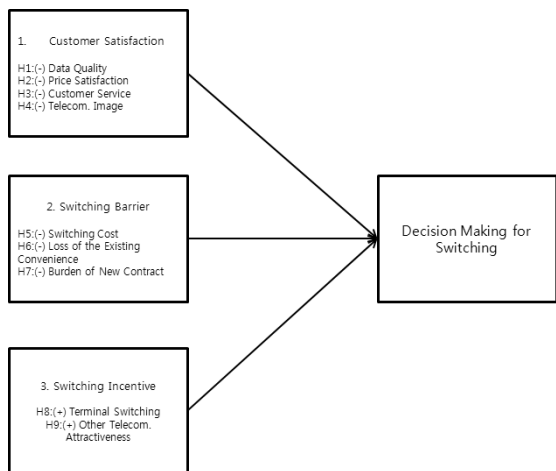 1. Customer Satisfaction
H1:(-) Data Quality
H2:(-) Price Satisfaction
H3:(-) Customer Service
H4:(-) Telecom. Image
2. Switching Barrier
H5:(-) Switching Cost
H6:(-) Loss of the Existing
Convenience
H7:(-) Burden of New Contract
Decision Making for
Switching
3. Switching Incentive
H8:(+) Terminal Switching
H9:(+) Other Telecom.
Attractiveness